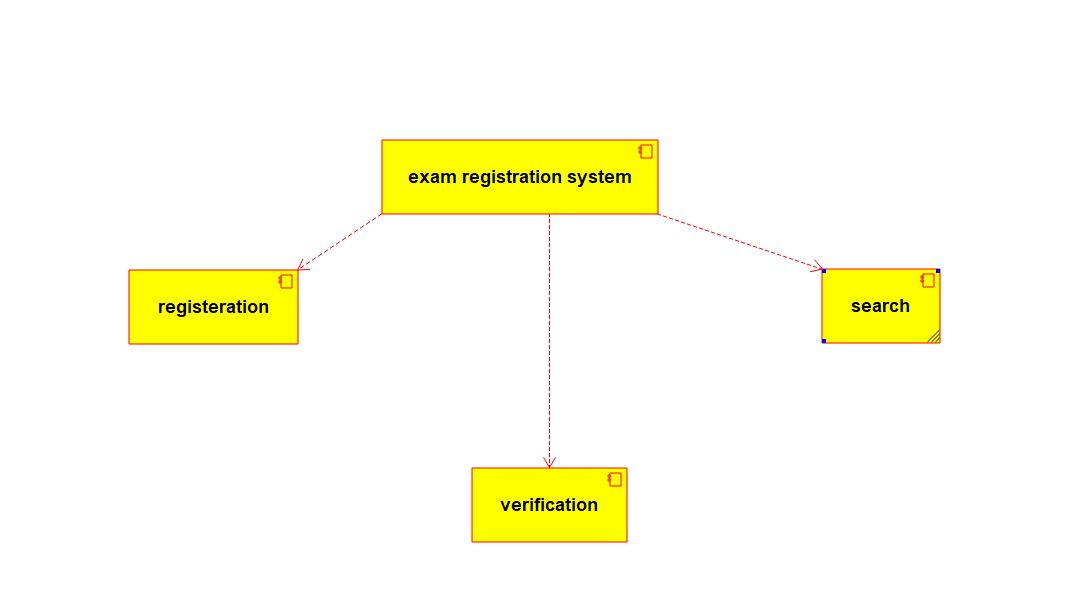 exam registration system
registeration
search
verification